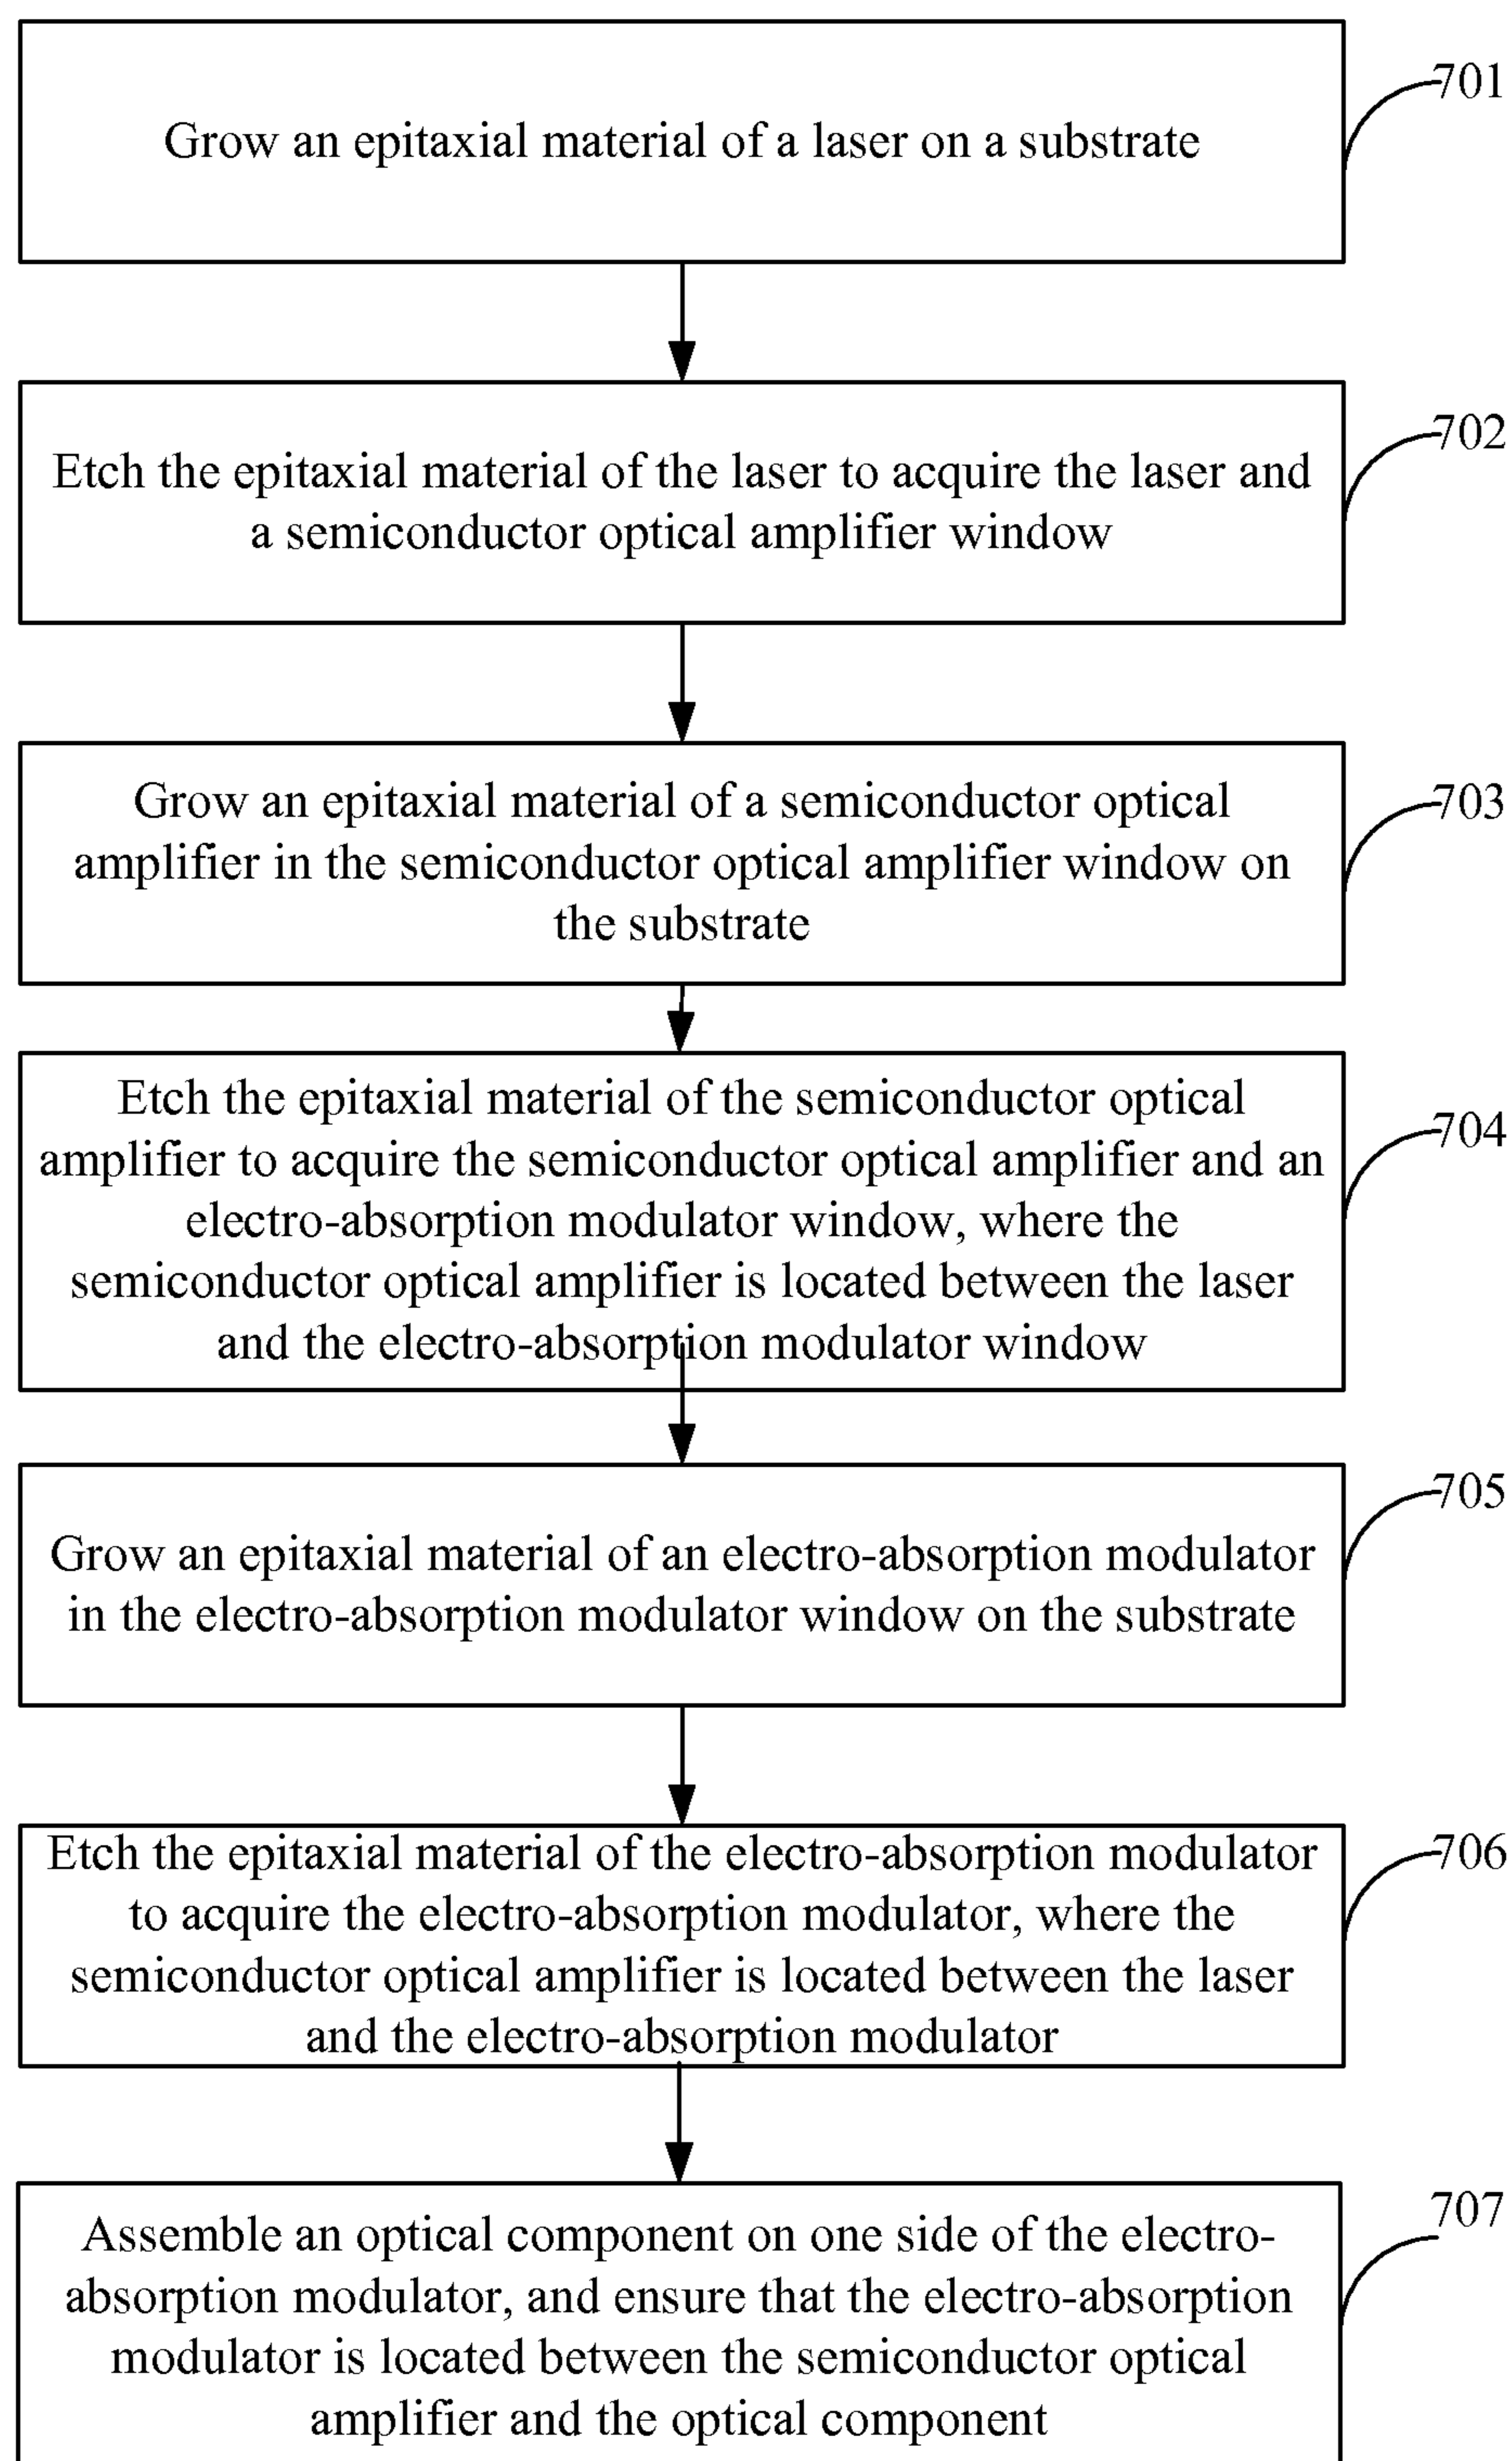 Grow an epitaxial material of a laser on a substrate
701
Etch the epitaxial material of the laser to acquire the laser and
a semiconductor optical amplifier window
702
Grow an epitaxial material of a semiconductor optical
amplifier in the semiconductor optical amplifier window on
the substrate
703
Etch the epitaxial material of the semiconductor optical
amplifier to acquire the semiconductor optical amplifier and an
electro-absorption modulator window, where the
semiconductor optical amplifier is located between the laser
and the electro-absorption modulator window
704
Grow an epitaxial material of an electro-absorption modulator
in the electro-absorption modulator window on the substrate
705
Etch the epitaxial material of the electro-absorption modulator
to acquire the electro-absorption modulator, where the
semiconductor optical amplifier is located between the laser
and the electro-absorption modulator
706
Assemble an optical component on one side of the electro-
absorption modulator, and ensure that the electro-absorption
modulator is located between the semiconductor optical
amplifier and the optical component
707